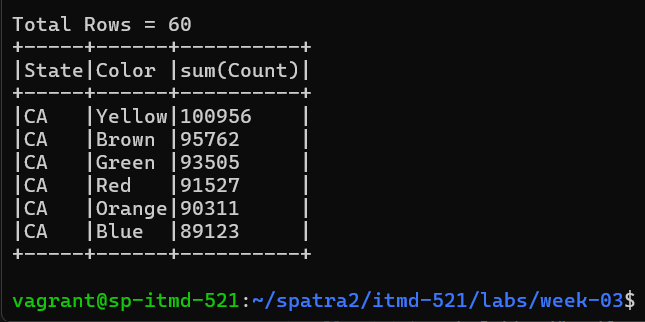 Total Rows = 60
+-----+------+----------+
|State|Color |sum(Count)|
+-----+------+----------+
|CA   |Yellow|100956    |
|CA   |Brown |95762     |
|CA   |Green |93505     |
|CA   |Red   |91527     |
|CA   |Orange|90311     |
|CA   |Blue  |89123     |
+-----+------+----------+
vagrant@sp-itmd-521:~/spatra2/itmd-521/labs/week-03$